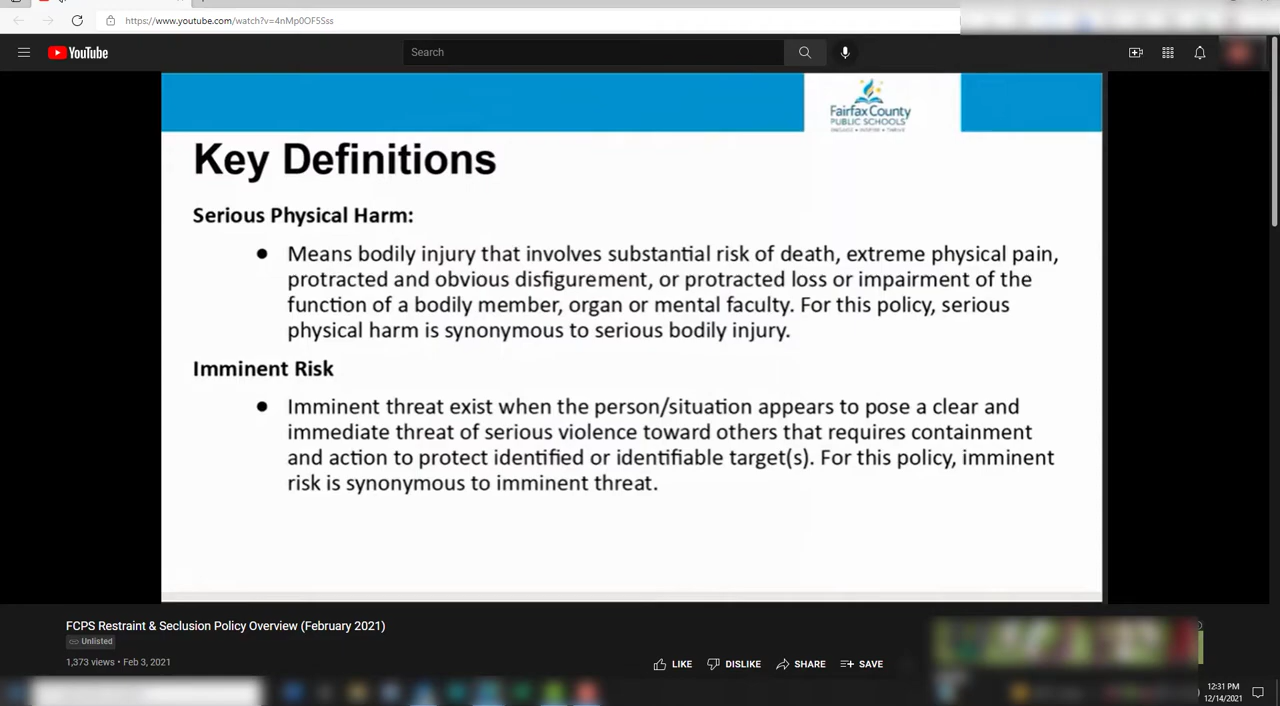 https://www.youtube.com/watch?v=4nMp0OF5Sss
YouTube
Search
Fairfax County
PUBLIC SCHOOLS
ENGAGE • INSPIRE • THRIVE
Key Definitions
Serious Physical Harm:
● Means bodily injury that involves substantial risk of death, extreme physical pain,
protracted and obvious disfigurement, or protracted loss or impairment of the
function of a bodily member, organ or mental faculty. For this policy, serious
physical harm is synonymous to serious bodily injury.
Imminent Risk
● Imminent threat exist when the person/situation appears to pose a clear and
immediate threat of serious violence toward others that requires containment
and action to protect identified or identifiable target(s). For this policy, imminent
risk is synonymous to imminent threat.
FCPS Restraint & Seclusion Policy Overview (February 2021)
Unlisted
1,373 views • Feb 3, 2021
LIKE DISLIKE SHARE SAVE
12:31 PM
12/14/2021